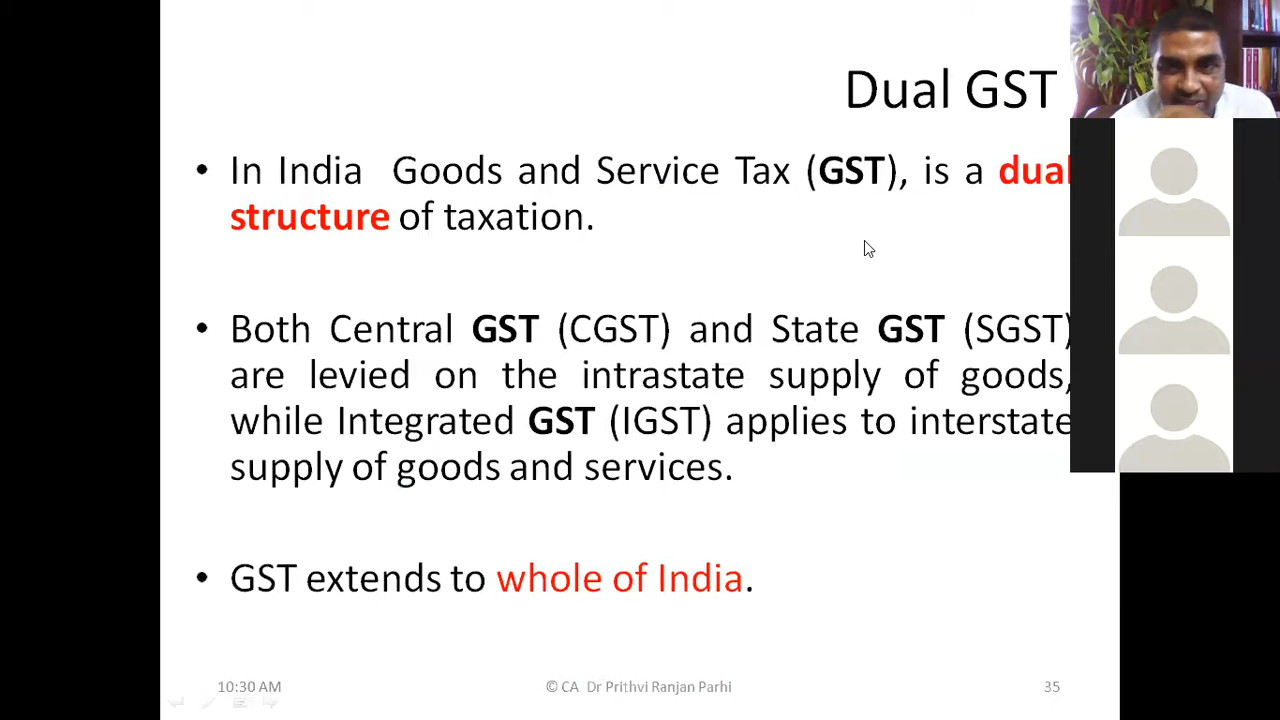 Dual GST
• In India Goods and Service Tax (GST), is a dual
structure of taxation.
• Both Central GST (CGST) and State GST (SGST)
are levied on the intrastate supply of goods,
while Integrated GST (IGST) applies to interstate
supply of goods and services.
• GST extends to whole of India.
10:30 AM
© CA Dr Prithvi Ranjan Parhi
35